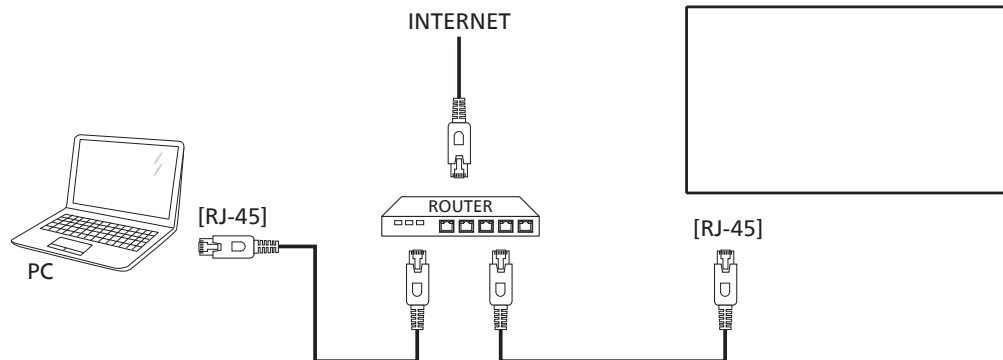 INTERNET
ROUTER
[RJ-45]
[RJ-45]
PC